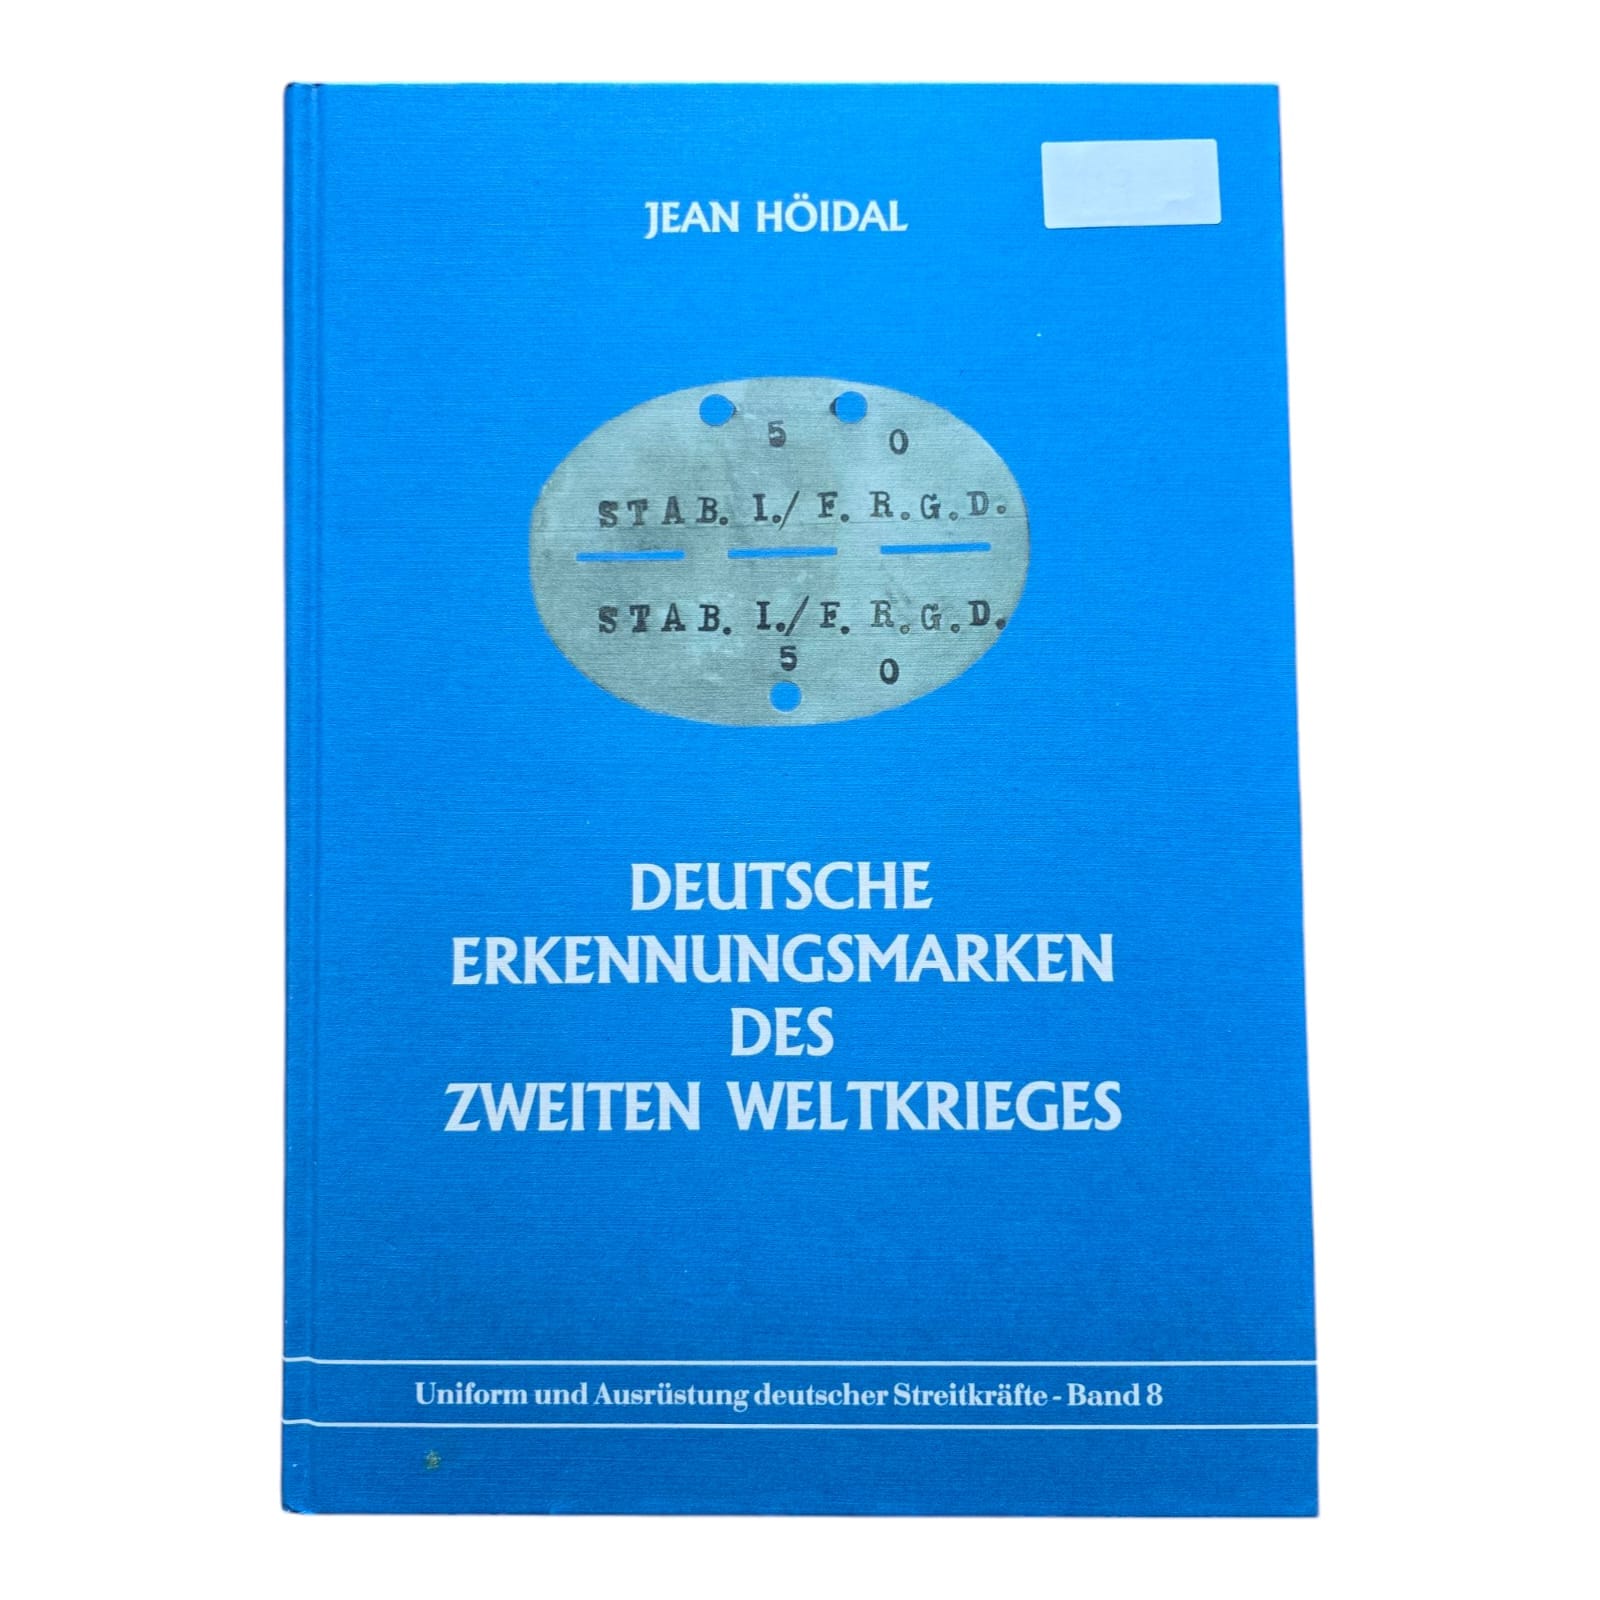 JEAN HÖIDAL
5 0
STAB. I./F. R.G.D.
STAB. I./F. R.G.D.
5 0
DEUTSCHE
ERKENNUNGSMARKEN
DES
ZWEITEN WELTKRIEGES
Uniform und Ausrüstung deutscher Streitkräfte - Band 8